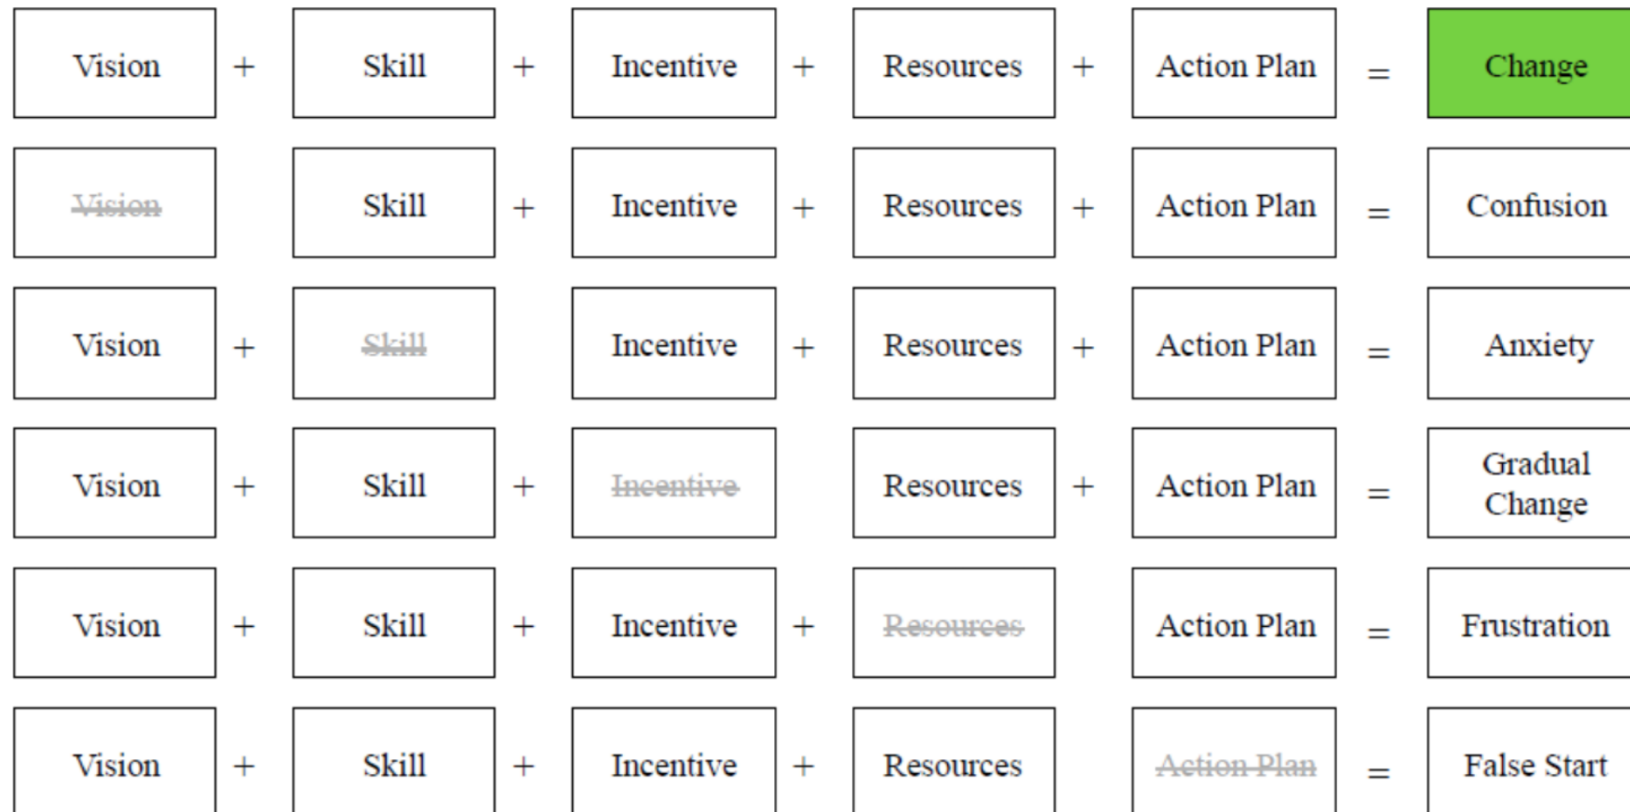 Vision + Skill + Incentive + Resources + Action Plan = Change
Vision Skill + Incentive + Resources + Action Plan = Confusion
Vision + Skill Incentive + Resources + Action Plan = Anxiety
Vision + Skill + Incentive Resources + Action Plan = Gradual Change
Vision + Skill + Incentive + Resources Action Plan = Frustration
Vision + Skill + Incentive + Resources Action Plan = False Start